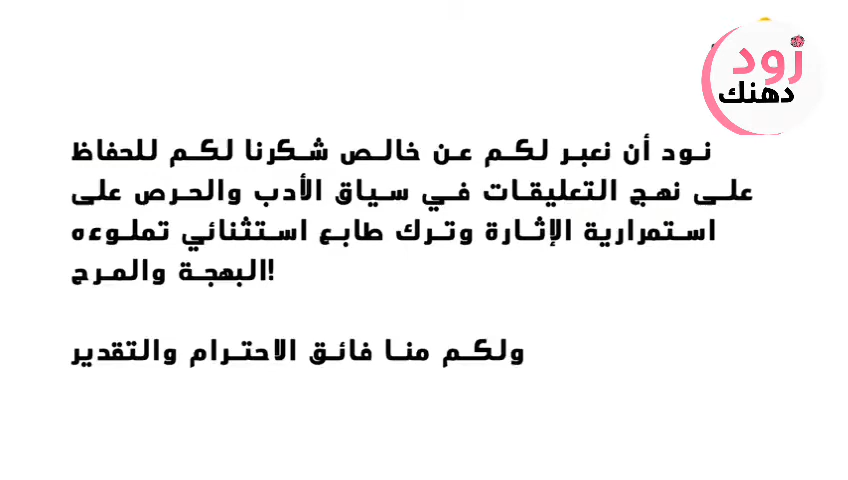 زود
دهنك
نود أن نعبر لكم عن خالص شكرنا لكم للحفاظ
على نهج التعليقات في سياق الأدب والحرص على
استمرارية الإثارة وترك طابع استثنائي تملوءه
البهجة والمرح!
ولكم منا فائق الاحترام والتقدير